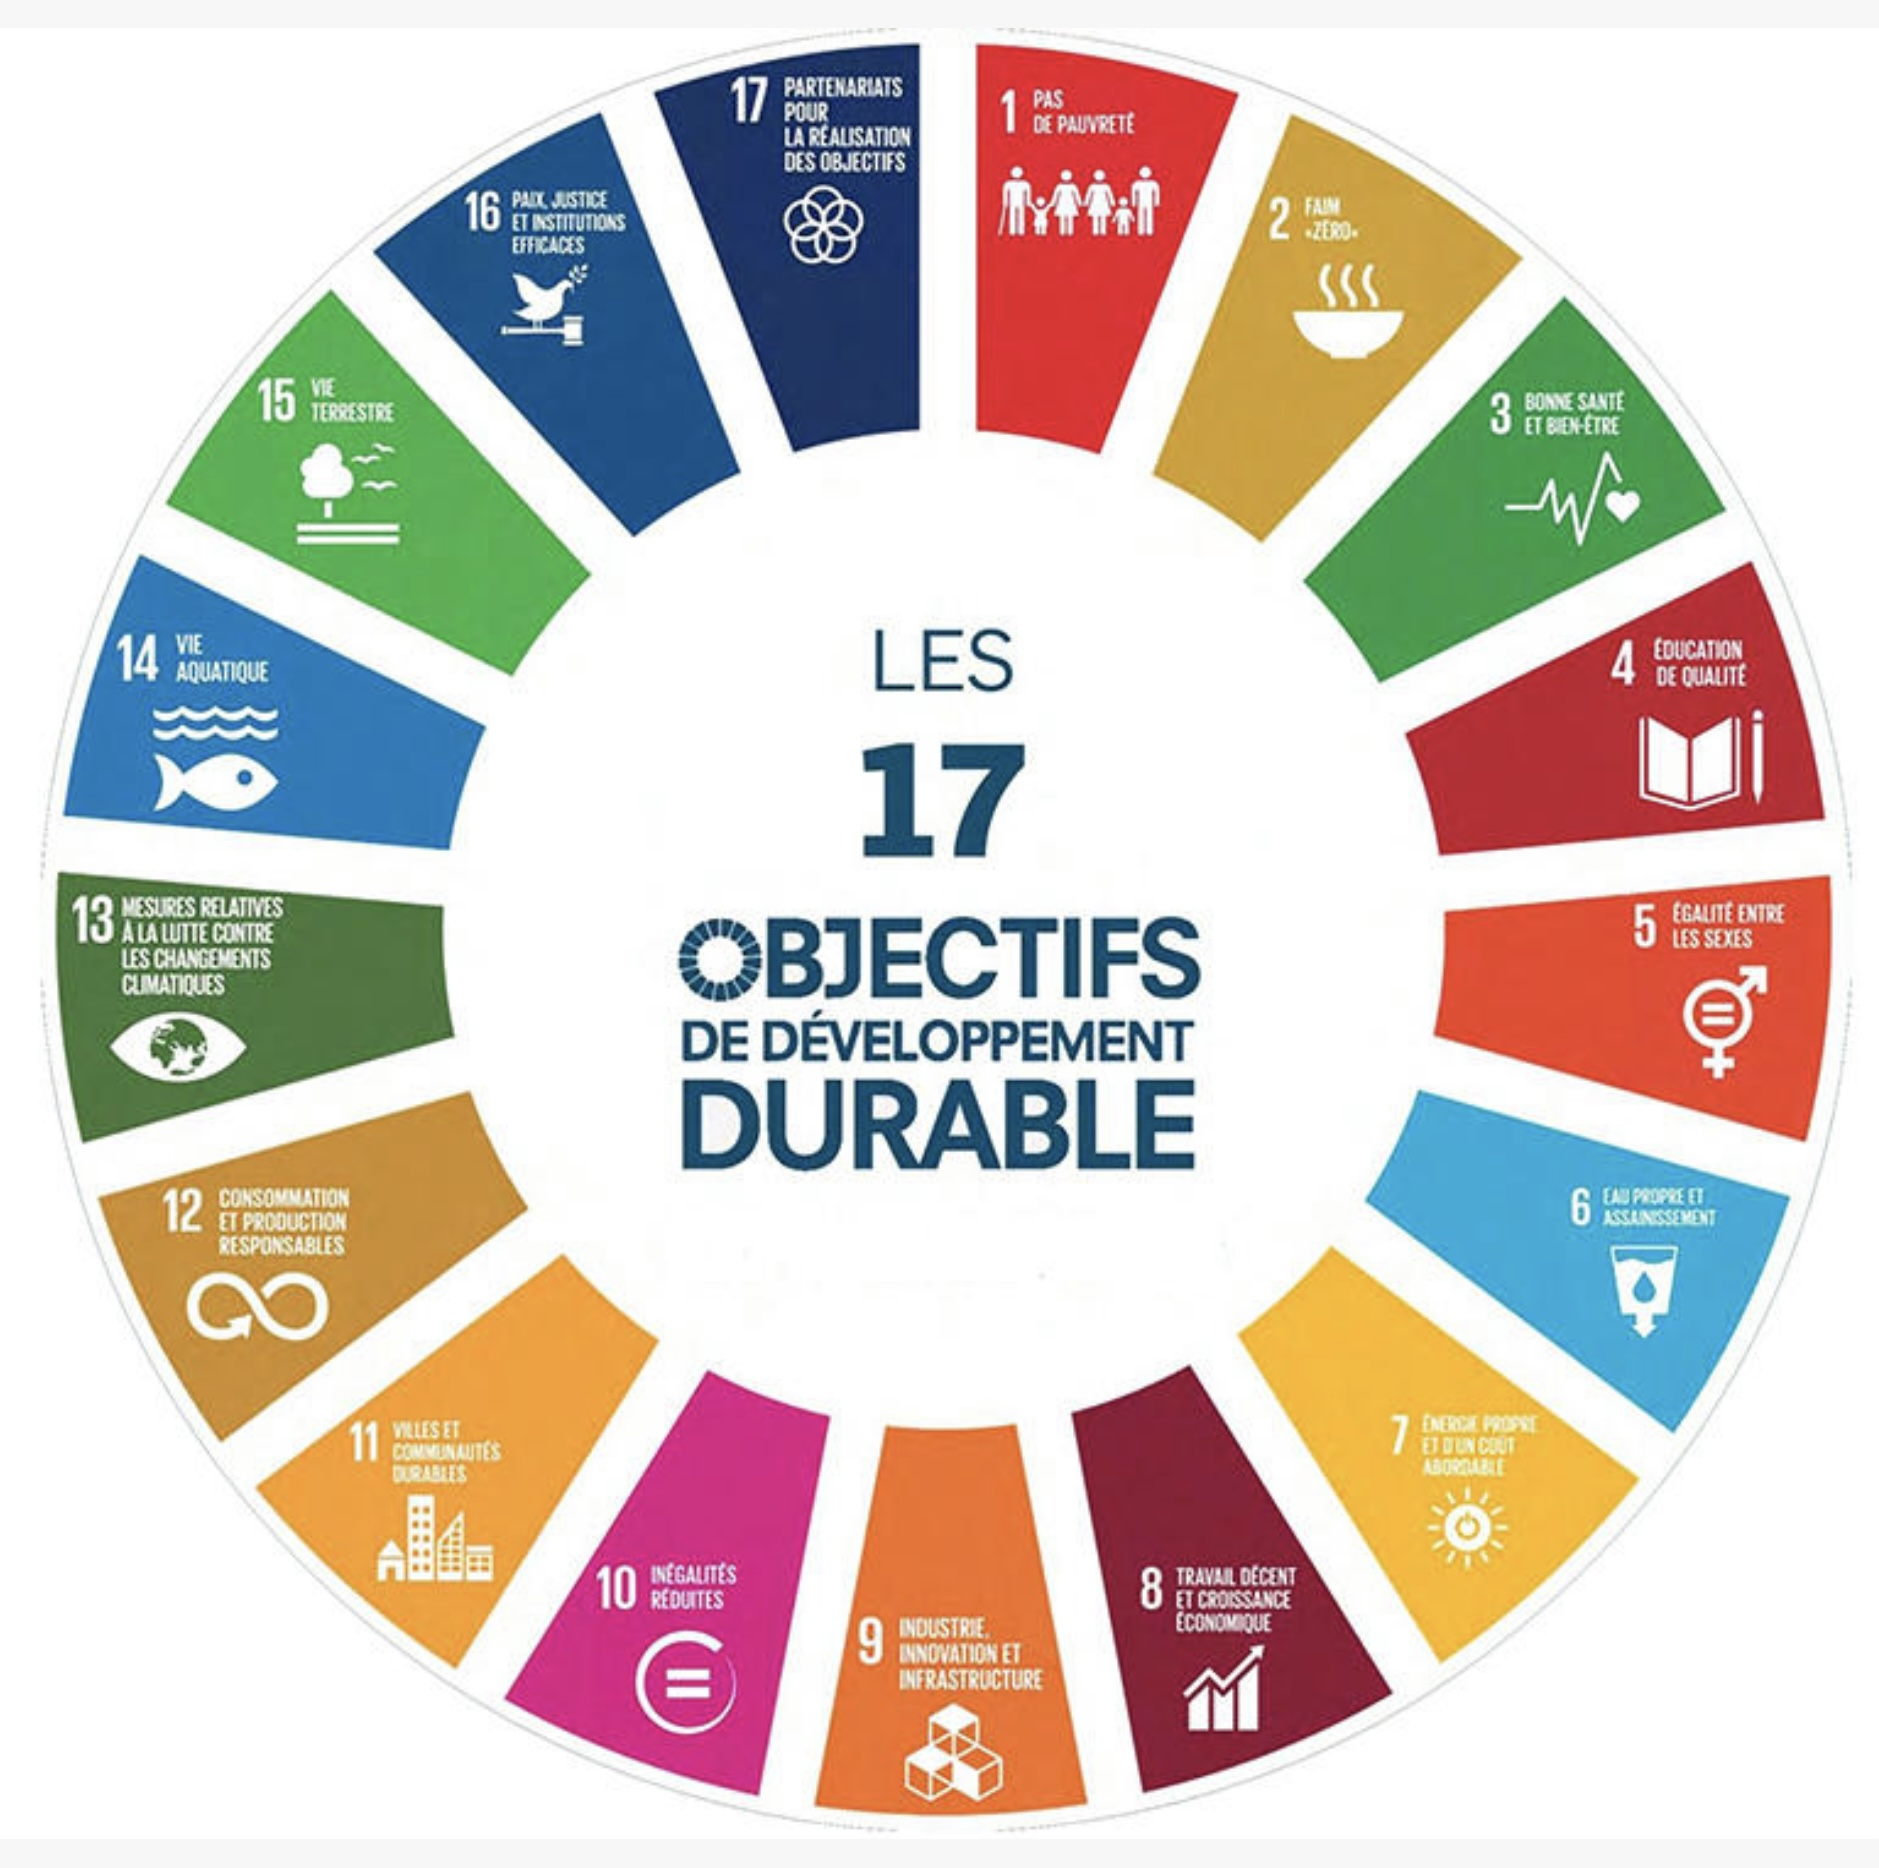 LES
17
OBJECTIFS
DE DÉVELOPPEMENT
DURABLE
1 PAS
DE PAUVRETÉ
2 FAIM
«ZÉRO»
3 BONNE SANTÉ
ET BIEN-ÊTRE
4 ÉDUCATION
DE QUALITÉ
5 ÉGALITÉ ENTRE
LES SEXES
6 EAU PROPRE ET
ASSAINISSEMENT
7 ÉNERGIE PROPRE
ET D'UN COÛT
ABORDABLE
8 TRAVAIL DÉCENT
ET CROISSANCE
ÉCONOMIQUE
9 INDUSTRIE,
INNOVATION ET
INFRASTRUCTURE
10 INÉGALITÉS
RÉDUITES
11 VILLES ET
COMMUNAUTÉS
DURABLES
12 CONSOMMATION
ET PRODUCTION
RESPONSABLES
13 MESURES RELATIVES
À LA LUTTE CONTRE
LES CHANGEMENTS
CLIMATIQUES
14 VIE
AQUATIQUE
15 VIE
TERRESTRE
16 PAIX, JUSTICE
ET INSTITUTIONS
EFFICACES
17 PARTENARIATS
POUR
LA RÉALISATION
DES OBJECTIFS